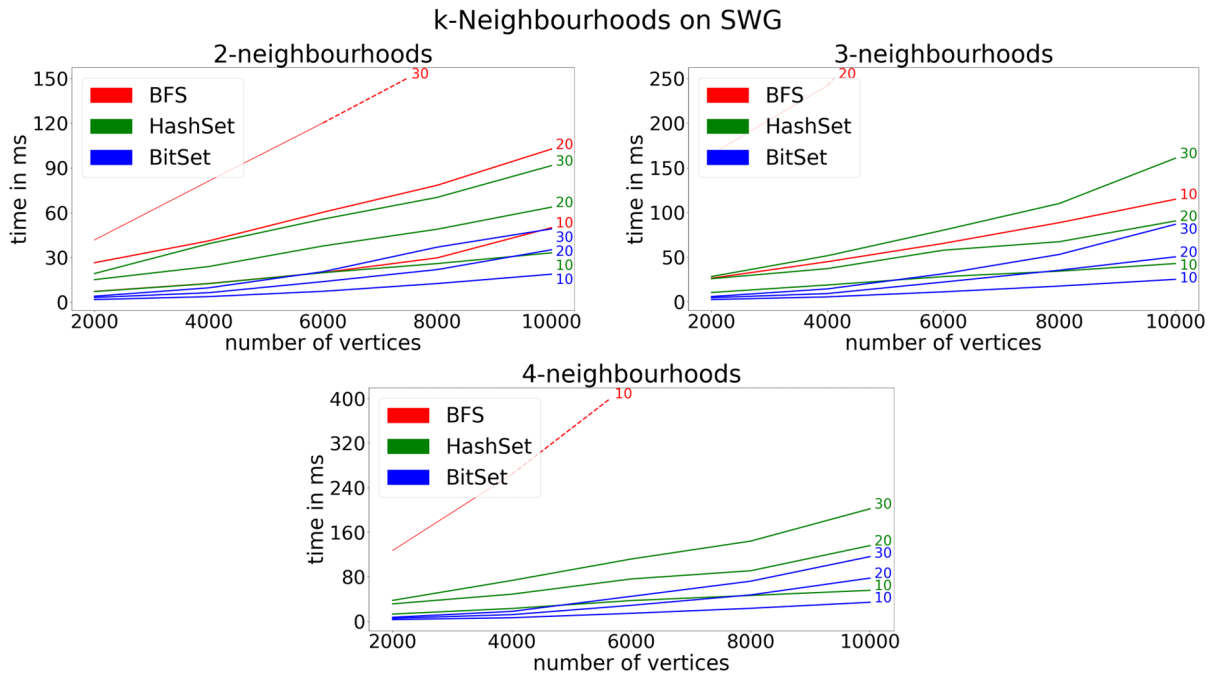 k-Neighbourhoods on SWG
2-neighbourhoods
150
120
90
60
30
0
time in ms
BFS
HashSet
BitSet
30
20
30
20
10
30
20
10
10
2000 4000 6000 8000 10000
number of vertices
3-neighbourhoods
250
200
150
100
50
0
time in ms
BFS
HashSet
BitSet
20
30
10
20
30
20
10
10
2000 4000 6000 8000 10000
number of vertices
4-neighbourhoods
400
320
240
160
80
0
time in ms
BFS
HashSet
BitSet
10
30
20
30
20
10
10
2000 4000 6000 8000 10000
number of vertices